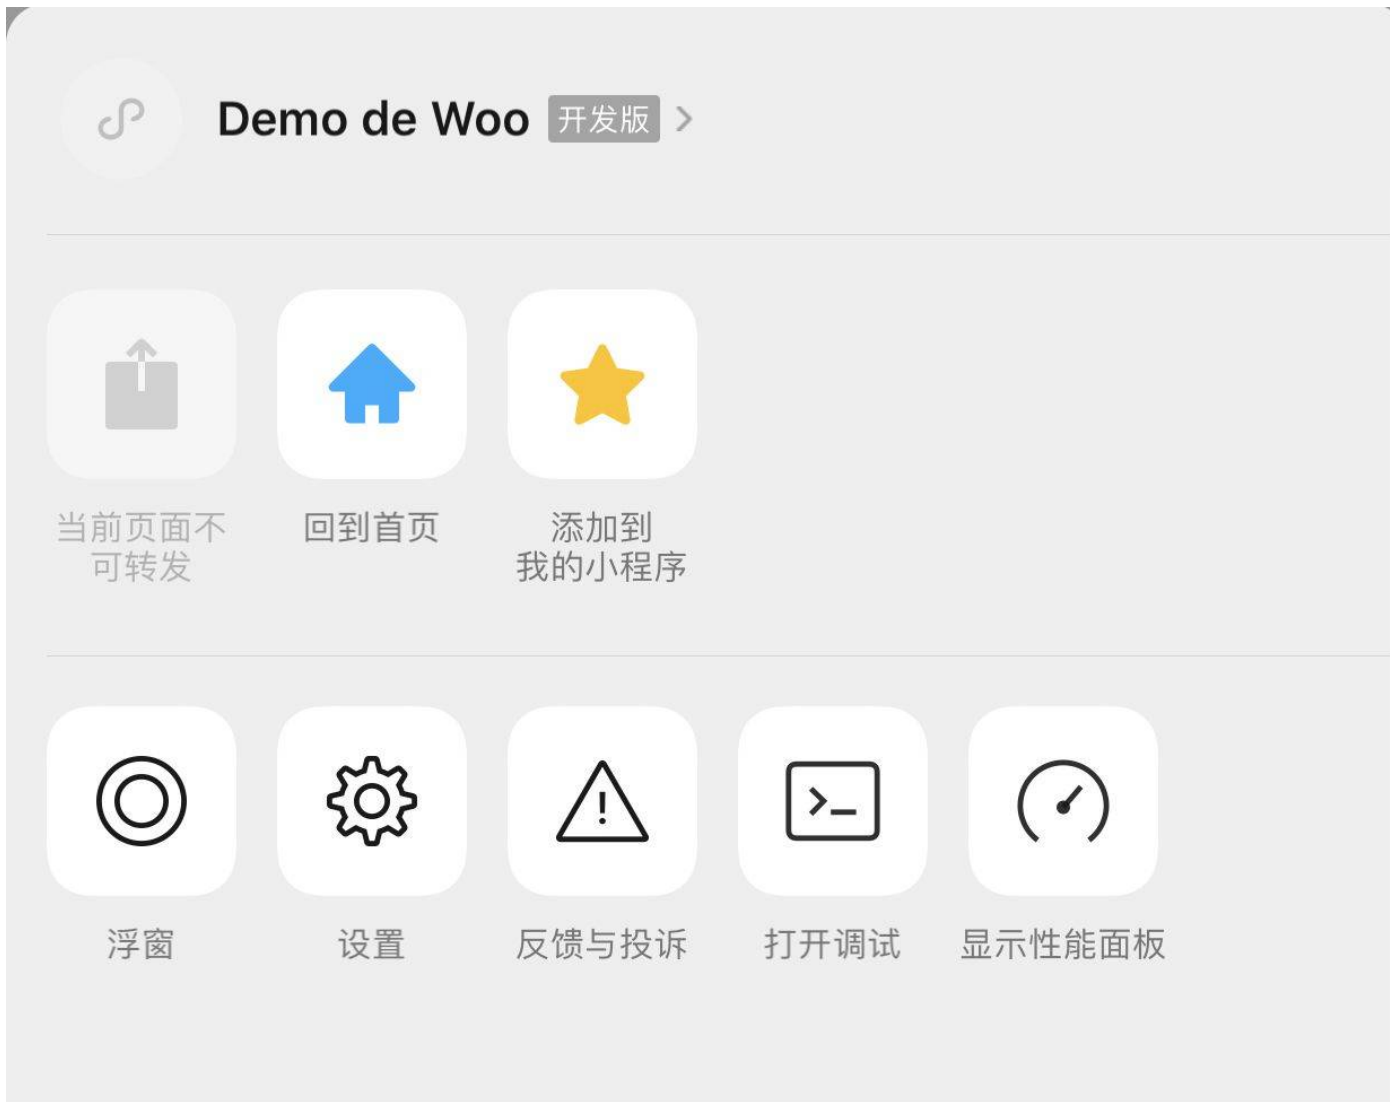 Demo de Woo 开发版
当前页面不
可转发
回到首页
添加到
我的小程序
浮窗
设置
反馈与投诉
打开调试
显示性能面板